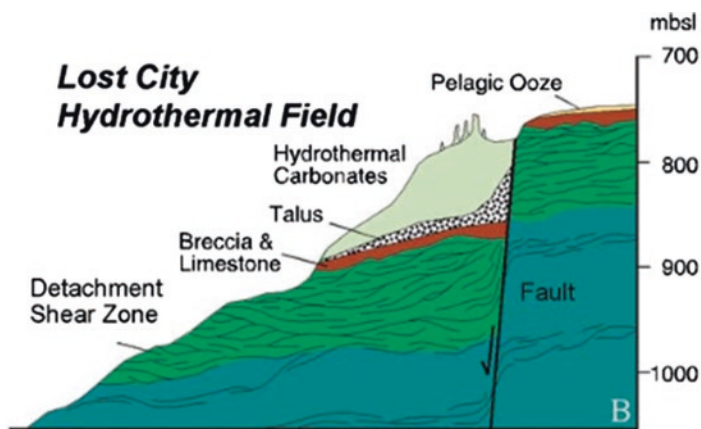 mbsl
700
Lost City
Hydrothermal Field
Pelagic Ooze
Hydrothermal
Carbonates
800
Talus
Breccia &
Limestone
900
Detachment
Shear Zone
Fault
1000
B